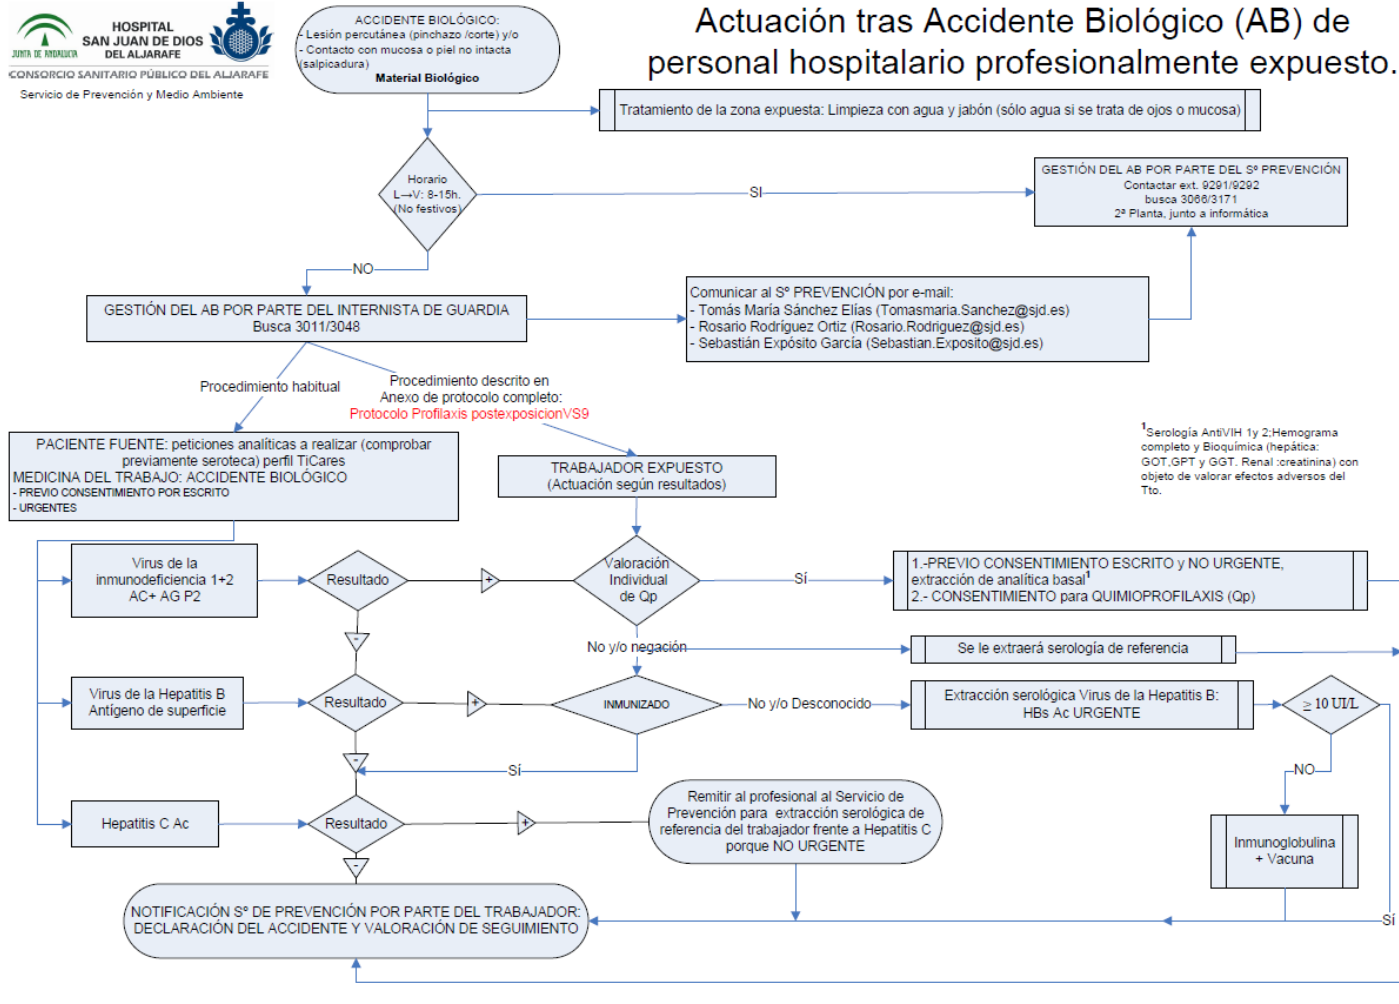 JUNTA DE ANDALUCIA
HOSPITAL
SAN JUAN DE DIOS
DEL ALJARAFE
CONSORCIO SANITARIO PÚBLICO DEL ALJARAFE
Servicio de Prevención y Medio Ambiente
Actuación tras Accidente Biológico (AB) de
personal hospitalario profesionalmente expuesto.
ACCIDENTE BIOLÓGICO:
- Lesión percutánea (pinchazo /corte) y/o
- Contacto con mucosa o piel no intacta
(salpicadura)
Material Biológico
Tratamiento de la zona expuesta: Limpieza con agua y jabón (sólo agua si se trata de ojos o mucosa)
Horario
L→V: 8-15h.
(No festivos)
SI
GESTIÓN DEL AB POR PARTE DEL Sº PREVENCIÓN
Contactar ext. 9291/9292
busca 3066/3171
2ª Planta, junto a informática
NO
GESTIÓN DEL AB POR PARTE DEL INTERNISTA DE GUARDIA
Busca 3011/3048
Comunicar al Sº PREVENCIÓN por e-mail:
- Tomás María Sánchez Elías (Tomasmaria.Sanchez@sjd.es)
- Rosario Rodríguez Ortiz (Rosario.Rodriguez@sjd.es)
- Sebastián Expósito García (Sebastian.Exposito@sjd.es)
Procedimiento habitual
Procedimiento descrito en
Anexo de protocolo completo:
Protocolo Profilaxis postexposicionVS9
PACIENTE FUENTE: peticiones analíticas a realizar (comprobar
previamente seroteca) perfil TiCares
MEDICINA DEL TRABAJO: ACCIDENTE BIOLÓGICO
- PREVIO CONSENTIMIENTO POR ESCRITO
- URGENTES
TRABAJADOR EXPUESTO
(Actuación según resultados)
1Serología AntiVIH 1y 2;Hemograma
completo y Bioquímica (hepática:
GOT,GPT y GGT. Renal :creatinina) con
objeto de valorar efectos adversos del
Tto.
Virus de la
inmunodeficiencia 1+2
AC+ AG P2
Resultado
+
Valoración
Individual
de Qp
Sí
1.-PREVIO CONSENTIMIENTO ESCRITO y NO URGENTE,
extracción de analítica basal1
2.- CONSENTIMIENTO para QUIMIOPROFILAXIS (Qp)
-
No y/o negación
Se le extraerá serología de referencia
Virus de la Hepatitis B
Antígeno de superficie
Resultado
+
INMUNIZADO
No y/o Desconocido
Extracción serológica Virus de la Hepatitis B:
HBs Ac URGENTE
≥ 10 UI/L
-
Sí
NO
Hepatitis C Ac
Resultado
+
Remitir al profesional al Servicio de
Prevención para extracción serológica de
referencia del trabajador frente a Hepatitis C
porque NO URGENTE
Inmunoglobulina
+ Vacuna
-
NOTIFICACIÓN Sº DE PREVENCIÓN POR PARTE DEL TRABAJADOR:
DECLARACIÓN DEL ACCIDENTE Y VALORACIÓN DE SEGUIMIENTO
Sí